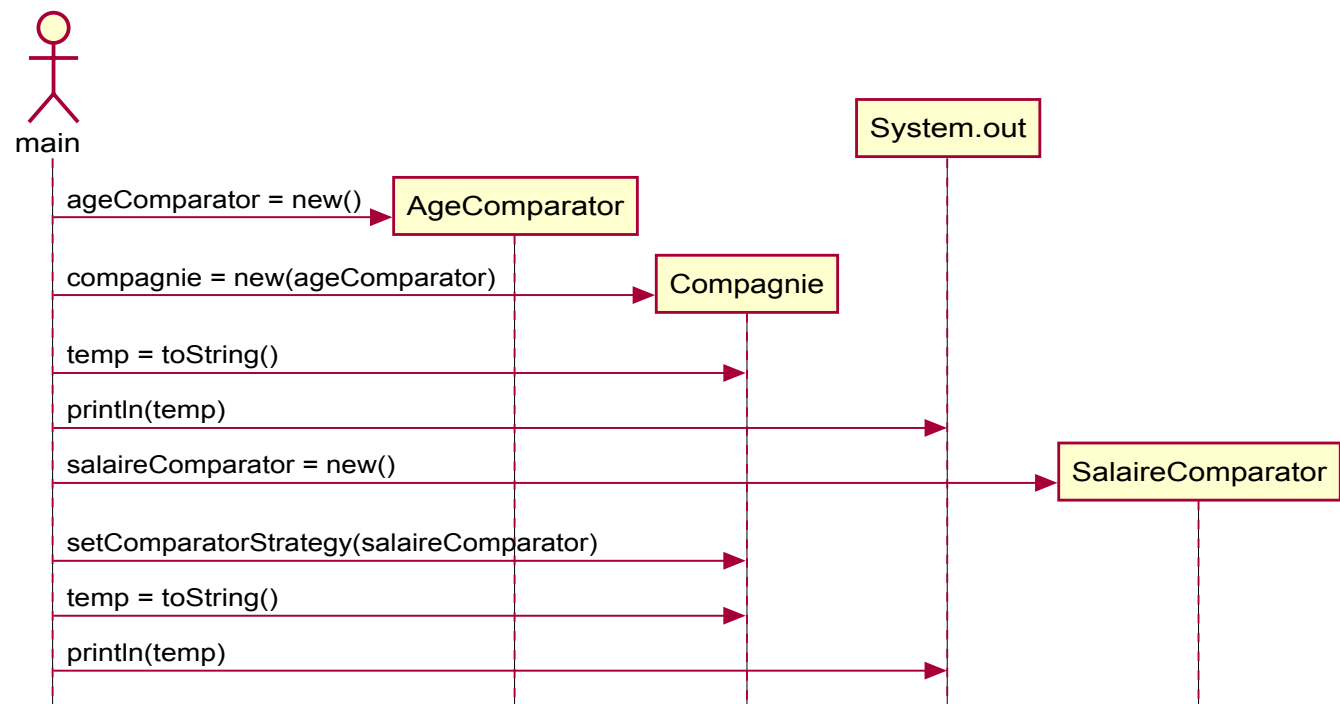 main
System.out
ageComparator = new()
AgeComparator
compagnie = new(ageComparator)
Compagnie
temp = toString()
println(temp)
salaireComparator = new()
SalaireComparator
setComparatorStrategy(salaireComparator)
temp = toString()
println(temp)